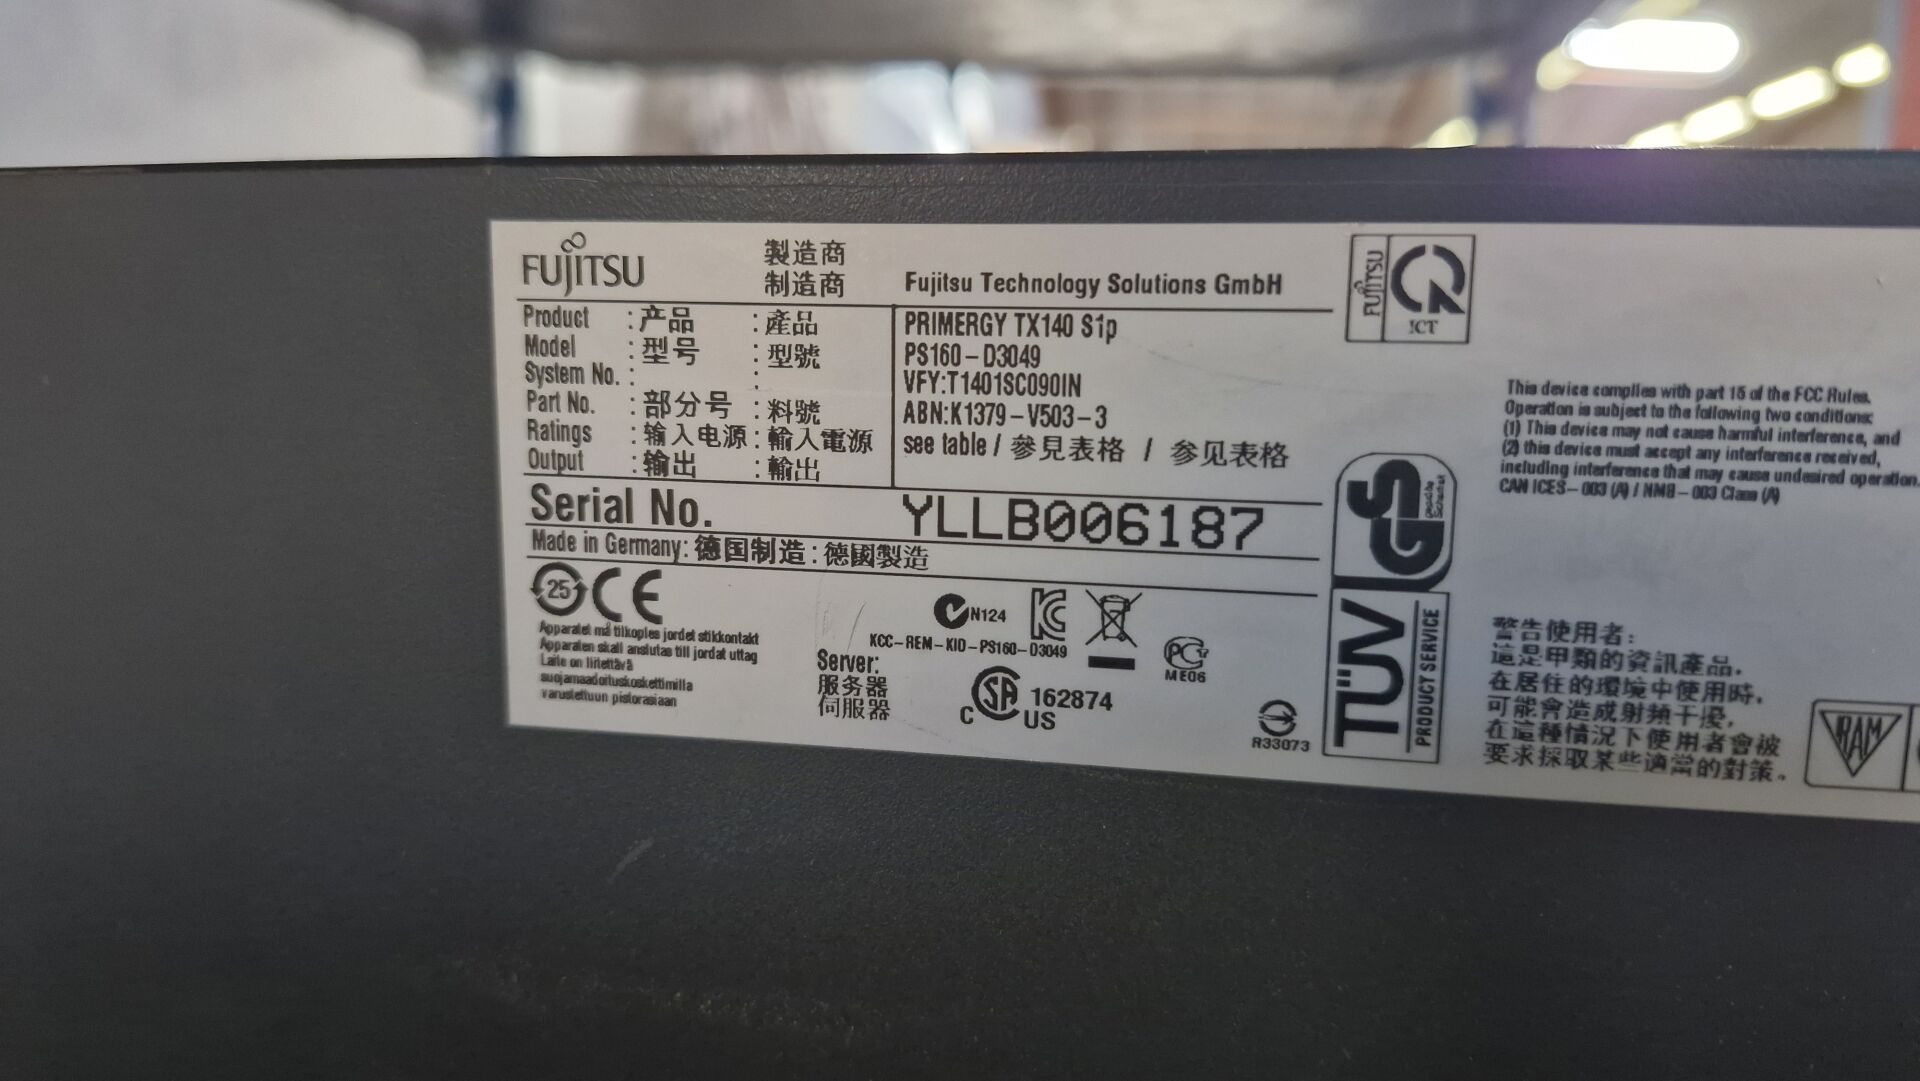 FUJITSU
製造商
制造商
Fujitsu Technology Solutions GmbH
Product :产品 :產品 PRIMERGY TX140 S1p
Model :型号 :型號 PS160-D3049
System No. : : VFY:T1401SC090IN
Part No. :部分号 :料號 ABN:K1379-V503-3
Ratings :输入电源 :輸入電源 see table / 參見表格 / 参见表格
Output :输出 :輸出
Serial No. YLLB006187
Made in Germany: 德国制造 : 德國製造
25 CE
Apparatet må tilkoples jordet stikkontakt
Apparaten skall anslutas till jordat uttag
Laite on liitettävä
suojamaadoituskoskettimilla
varustettuun pistorasiaan
N124
KCC-REM-KID-PS160-D3049
Server:
服务器
伺服器
C SA US 162874
PCT
ME06
R33073
FUJITSU
ICT
GS
geprüfte
Sicherheit
TÜV
PRODUCT SERVICE
This device complies with part 15 of the FCC Rules.
Operation is subject to the following two conditions:
(1) This device may not cause harmful interference, and
(2) this device must accept any interference received,
including interference that may cause undesired operation.
CAN ICES-003 (A) / NMB-003 Class (A)
警告使用者:
這是甲類的資訊產品,
在居住的環境中使用時,
可能會造成射頻干擾,
在這種情況下使用者會被
要求採取某些適當的對策。
IRAM